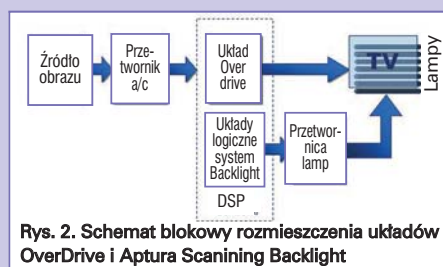 Źródło
obrazu
Prze-
twornik
a/c
Układ
Over
drive
TV
Lampy
Układy
logiczne
system
Backlight
Przetwor-
nica
lamp
DSP
Rys. 2. Schemat blokowy rozmieszczenia układów
OverDrive i Aptura Scanining Backlight